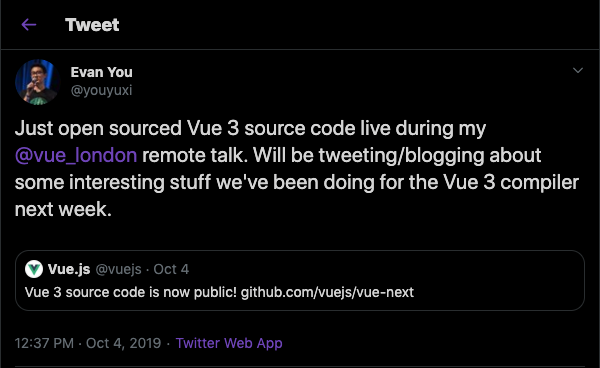 Tweet
Evan You
@youyuxi
Just open sourced Vue 3 source code live during my
@vue_london remote talk. Will be tweeting/blogging about
some interesting stuff we've been doing for the Vue 3 compiler
next week.
Vue.js @vuejs · Oct 4
Vue 3 source code is now public! github.com/vuejs/vue-next
12:37 PM · Oct 4, 2019 · Twitter Web App